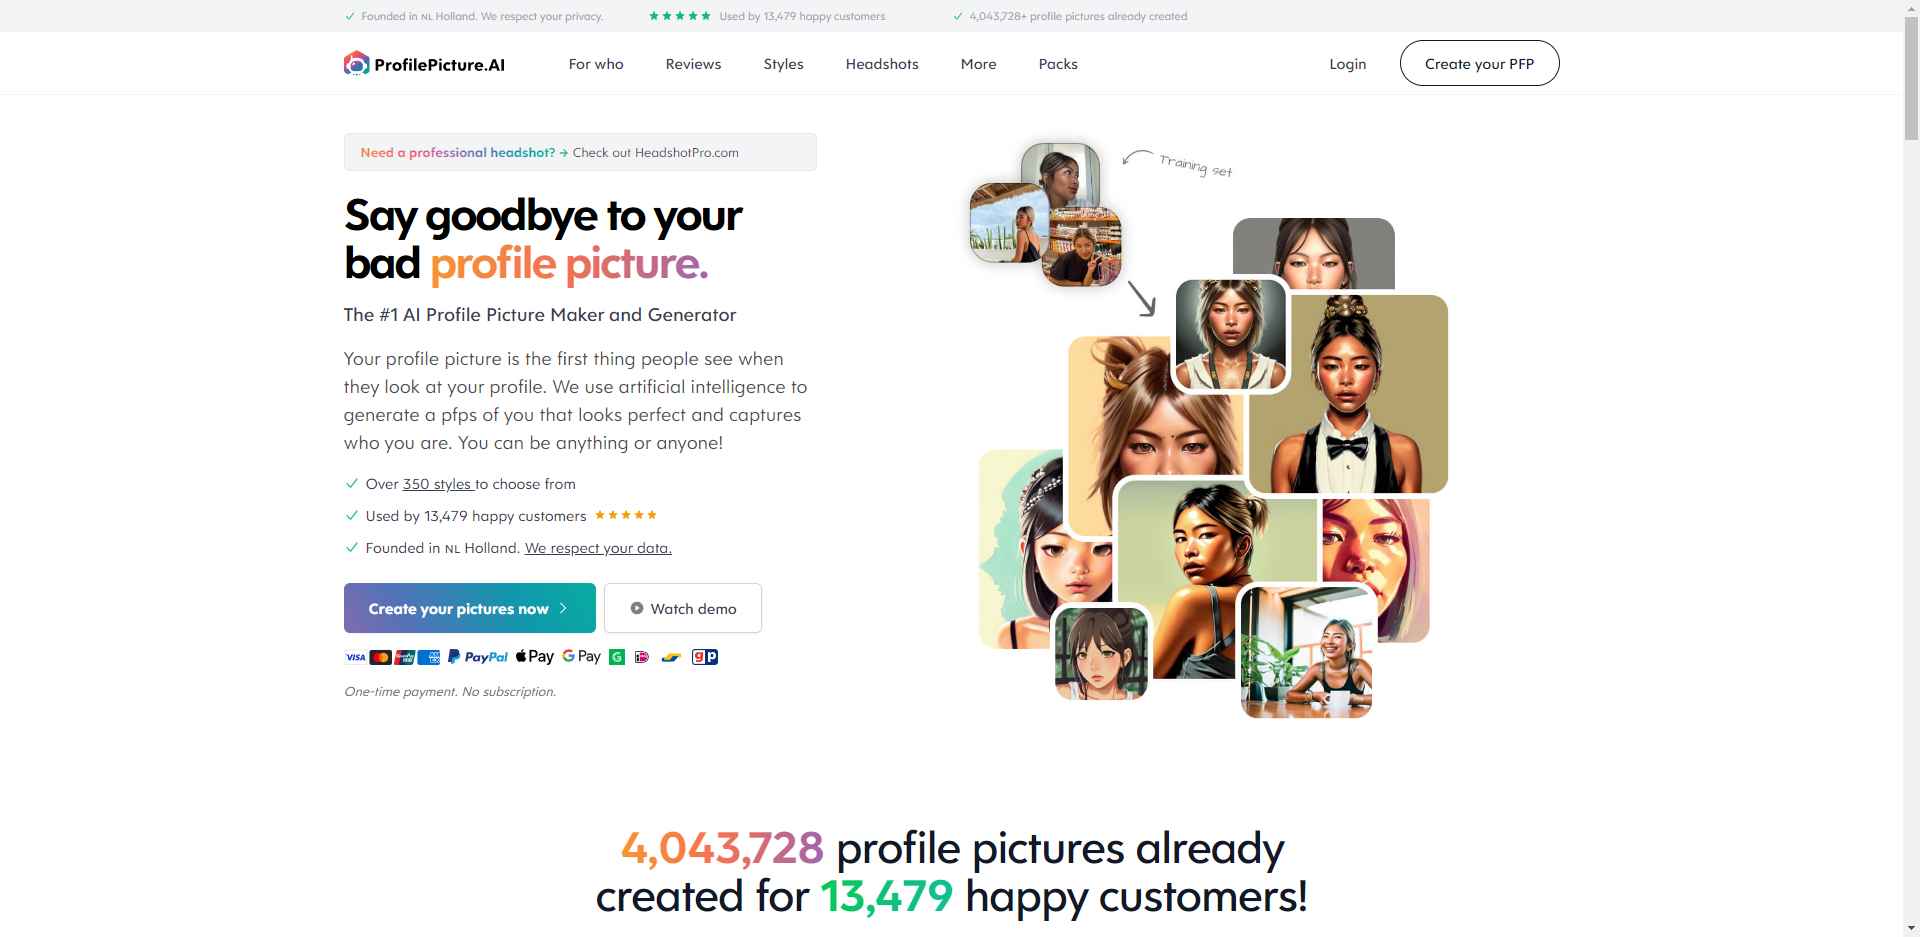 Founded in NL Holland. We respect your privacy.
Used by 13,479 happy customers
4,043,728+ profile pictures already created
ProfilePicture.AI
For who
Reviews
Styles
Headshots
More
Packs
Login
Create your PFP
Need a professional headshot? → Check out HeadshotPro.com
Say goodbye to your
bad profile picture.
The #1 AI Profile Picture Maker and Generator
Your profile picture is the first thing people see when
they look at your profile. We use artificial intelligence to
generate a pfps of you that looks perfect and captures
who you are. You can be anything or anyone!
Over 350 styles to choose from
Used by 13,479 happy customers
Founded in NL Holland. We respect your data.
Create your pictures now
Watch demo
VISA PayPal Pay G Pay G gp
One-time payment. No subscription.
Training set
4,043,728 profile pictures already
created for 13,479 happy customers!